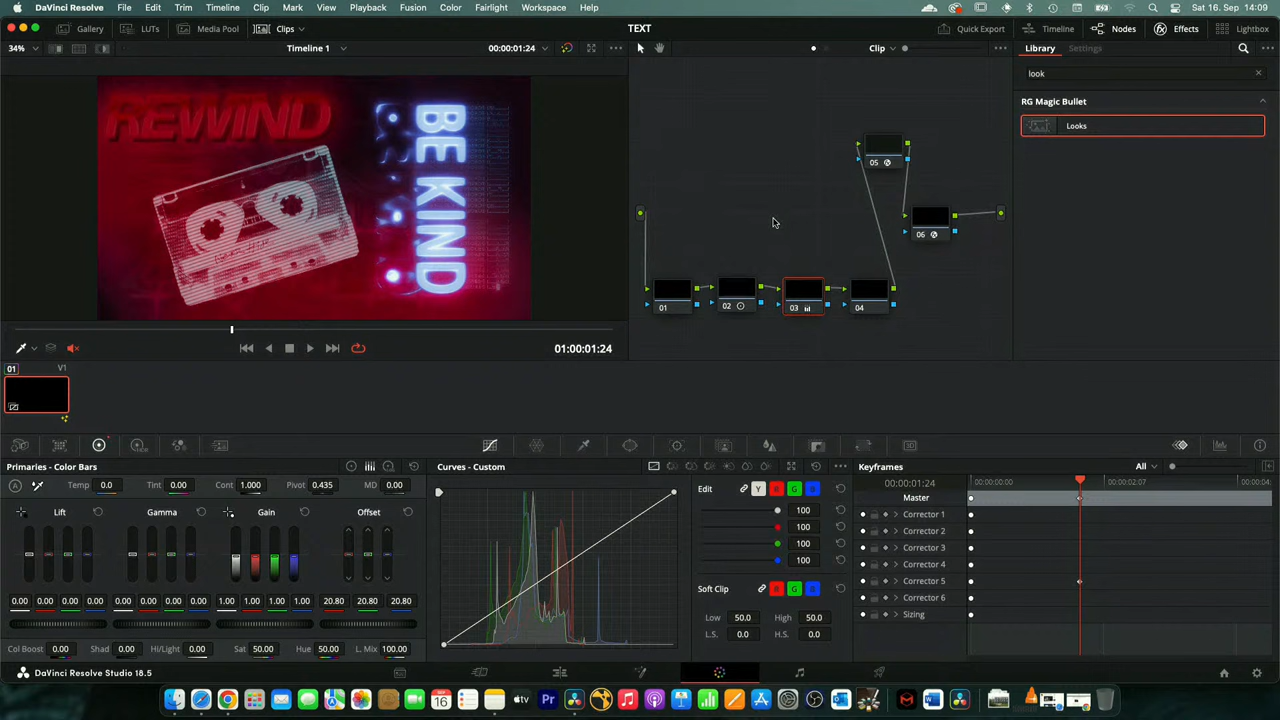 DaVinci Resolve File Edit Trim Timeline Clip Mark View Playback Fusion Color Fairlight Workspace Help
Sat 16. Sep 14:09
Gallery LUTs Media Pool Clips
TEXT
Quick Export Timeline Nodes Effects Lightbox
34% Timeline 1 00:00:01:24
Clip
Library Settings
look
RG Magic Bullet
Looks
REWIND
BE KIND
05
06
01 02 03 04
01:00:01:24
01 V1
Primaries - Color Bars
Curves - Custom
Keyframes All
Temp 0.0 Tint 0.00 Cont 1.000 Pivot 0.435 MD 0.00
Edit Y R G B
00:00:01:24 00:00:00:00 00:00:02:07 00:00:04:
Master
Lift Gamma Gain Offset
100
100
100
100
Corrector 1
Corrector 2
Corrector 3
Corrector 4
Corrector 5
Corrector 6
Sizing
Soft Clip R G B
0.00 0.00 0.00 0.00 0.00 0.00 0.00 0.00 1.00 1.00 1.00 1.00 20.80 20.80 20.80
Low 50.0 High 50.0
L.S. 0.0 H.S. 0.0
Col Boost 0.00 Shad 0.00 Hi/Light 0.00 Sat 50.00 Hue 50.00 L. Mix 100.00
DaVinci Resolve Studio 18.5
SEP
16
tv
Pr